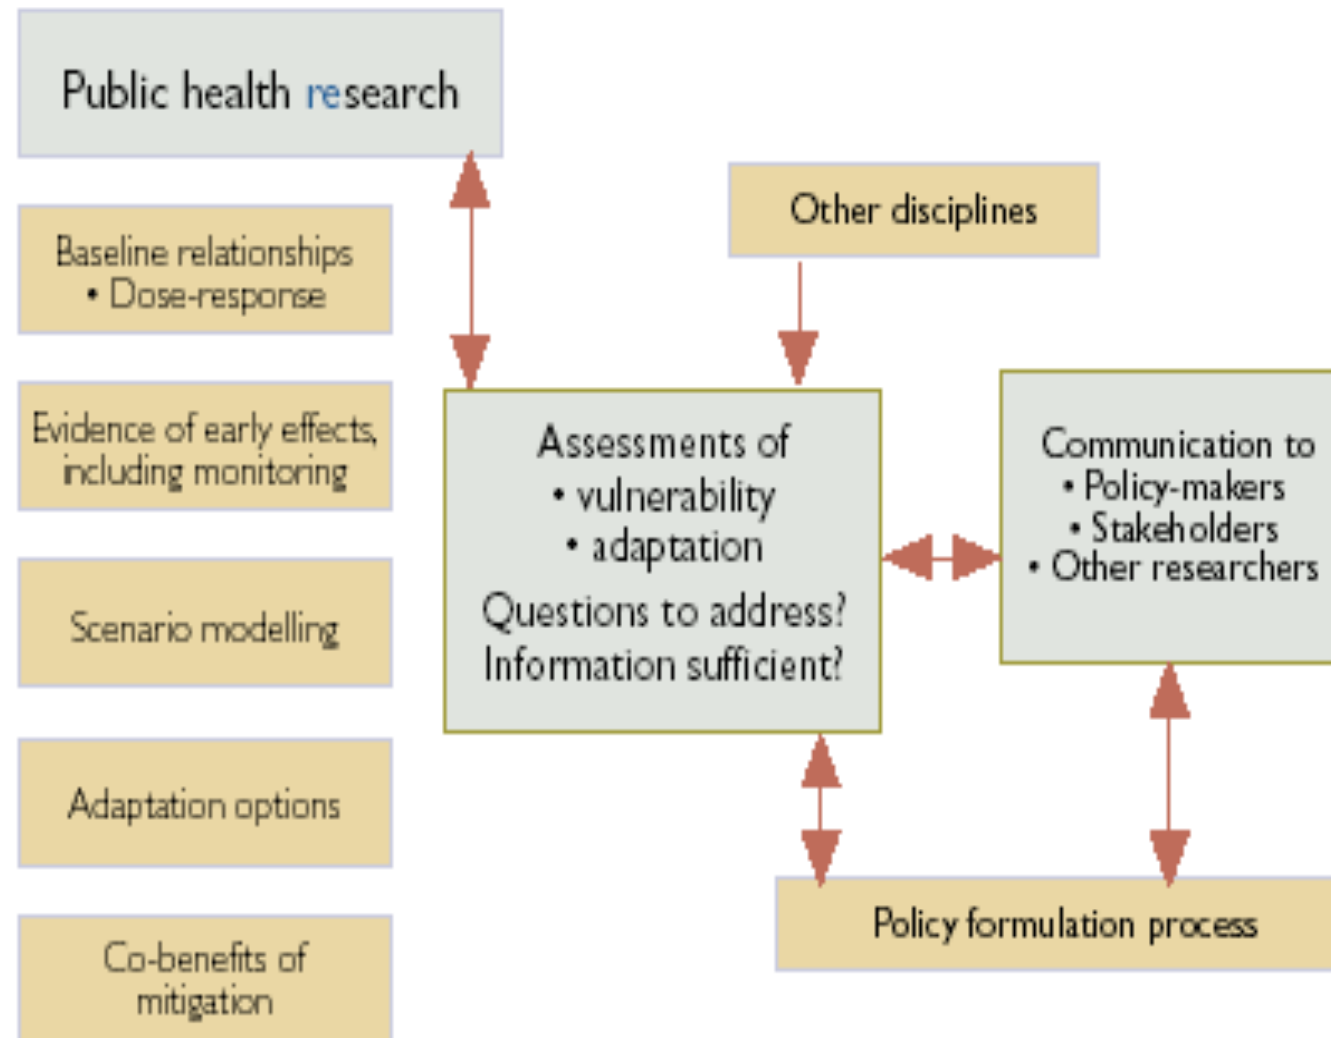 Public health research
Baseline relationships
• Dose-response
Evidence of early effects,
including monitoring
Scenario modelling
Adaptation options
Co-benefits of
mitigation
Other disciplines
Assessments of
• vulnerability
• adaptation
Questions to address?
Information sufficient?
Communication to
• Policy-makers
• Stakeholders
• Other researchers
Policy formulation process